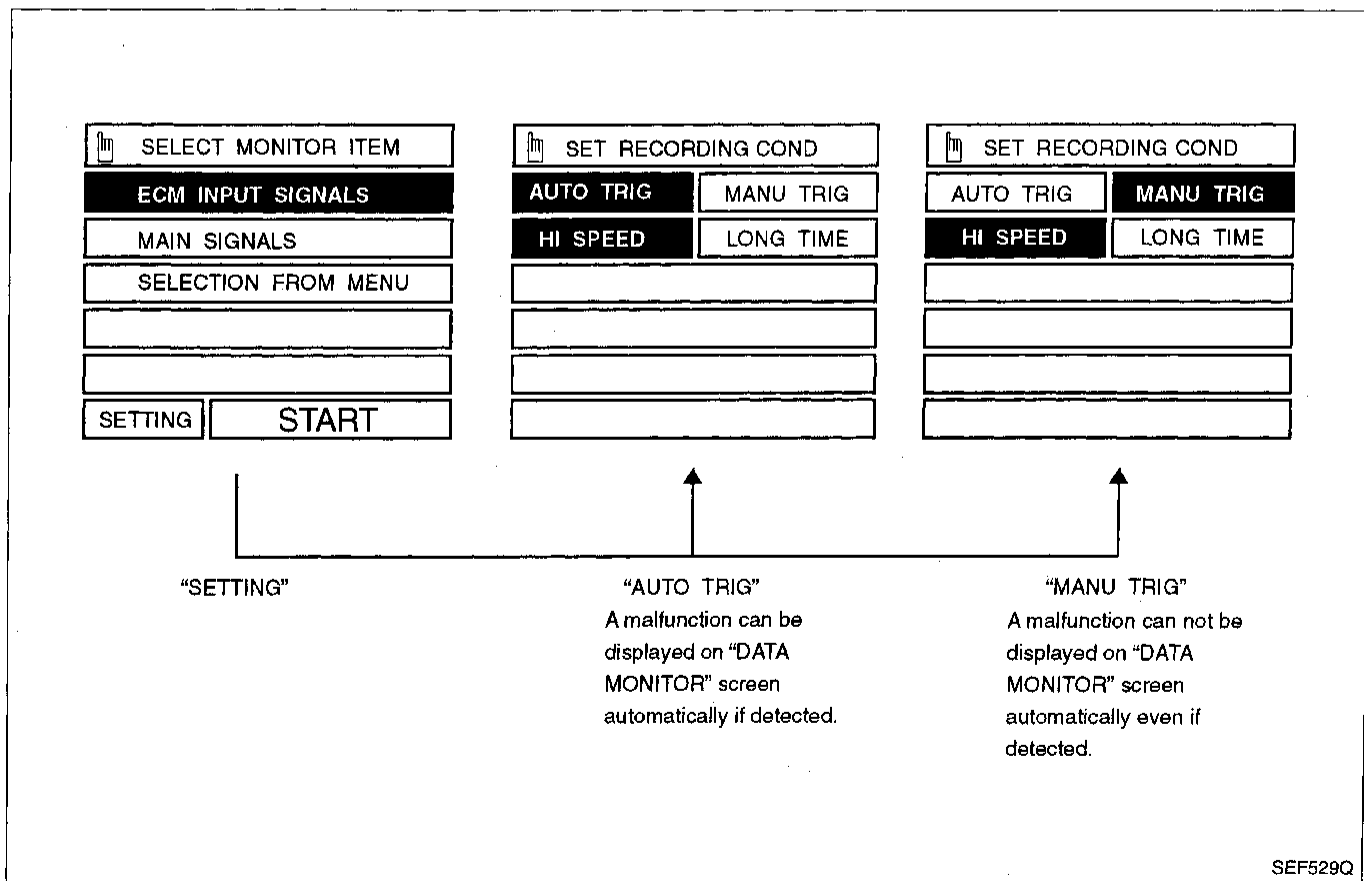 SELECT MONITOR ITEM
ECM INPUT SIGNALS
MAIN SIGNALS
SELECTION FROM MENU
SETTING START
SET RECORDING COND
AUTO TRIG MANU TRIG
HI SPEED LONG TIME
SET RECORDING COND
AUTO TRIG MANU TRIG
HI SPEED LONG TIME
“SETTING”
“AUTO TRIG”
A malfunction can be
displayed on “DATA
MONITOR” screen
automatically if detected.
“MANU TRIG”
A malfunction can not be
displayed on “DATA
MONITOR” screen
automatically even if
detected.
SEF529Q